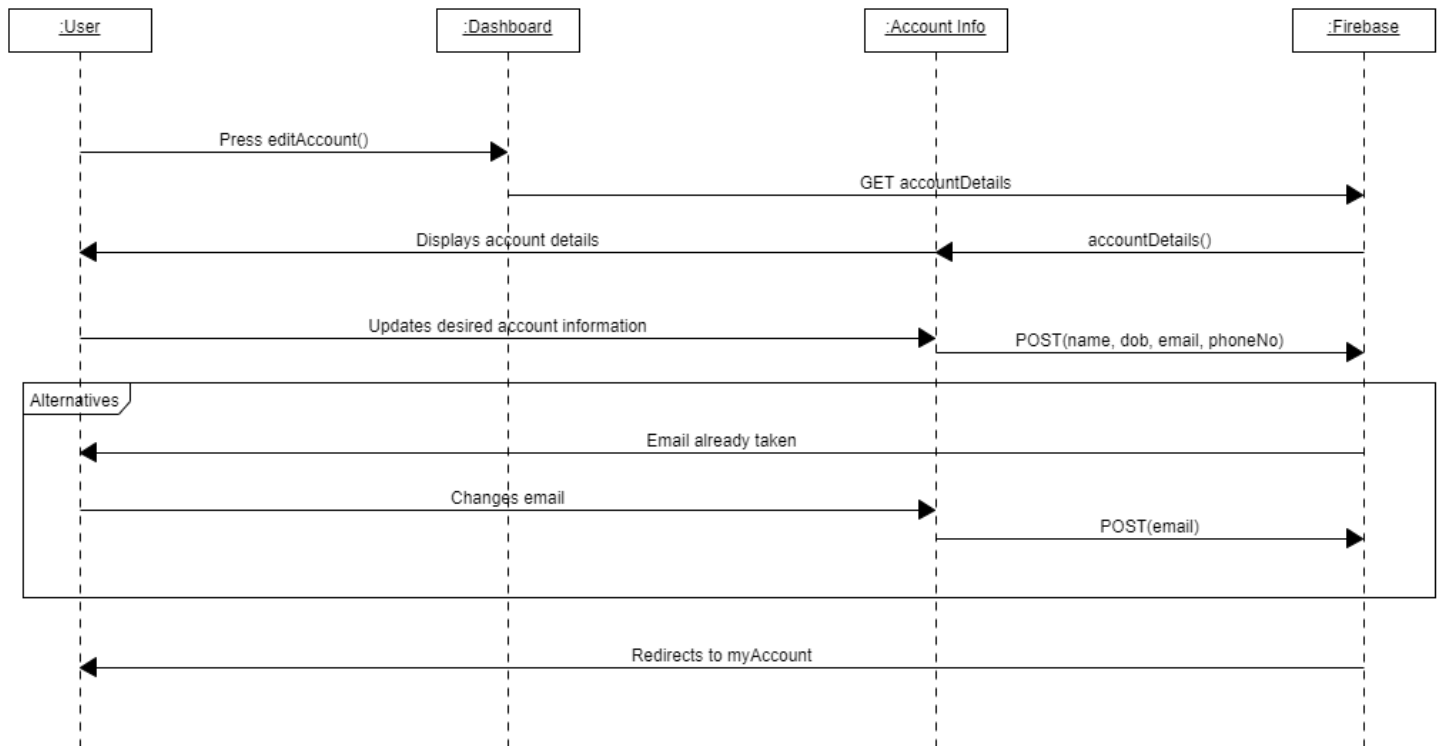 :User
:Dashboard
:Account Info
:Firebase
Press editAccount()
GET accountDetails
Displays account details
accountDetails()
Updates desired account information
POST(name, dob, email, phoneNo)
Alternatives
Email already taken
Changes email
POST(email)
Redirects to myAccount